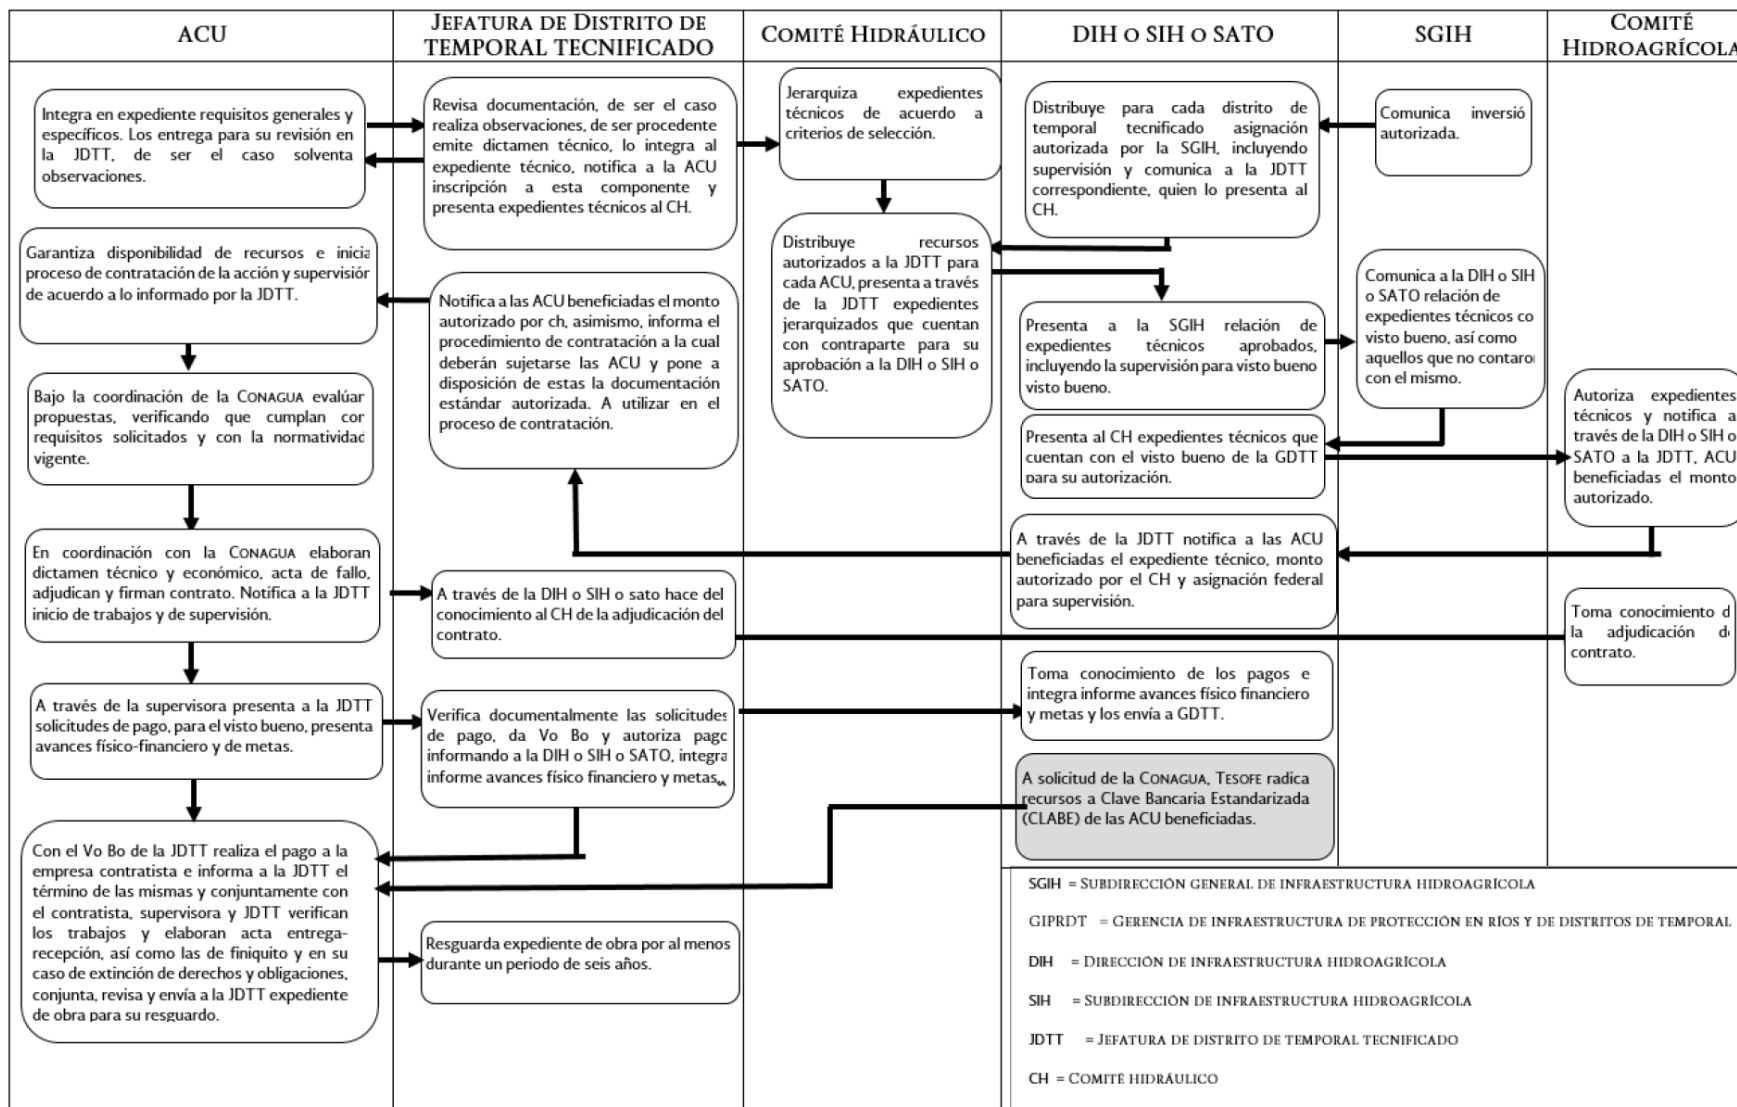 ACU
JEFATURA DE DISTRITO DE
TEMPORAL TECNIFICADO
COMITÉ HIDRÁULICO
DIH O SIH O SATO
SGIH
COMITÉ
HIDROAGRÍCOLA
Integra en expediente requisitos generales y
específicos. Los entrega para su revisión en
la JDTT, de ser el caso solventa
observaciones.
Revisa documentación, de ser el caso
realiza observaciones, de ser procedente
emite dictamen técnico, lo integra al
expediente técnico, notifica a la ACU
inscripción a esta componente y
presenta expedientes técnicos al CH.
Jerarquiza expedientes
técnicos de acuerdo a
criterios de selección.
Distribuye para cada distrito de
temporal tecnificado asignación
autorizada por la SGIH, incluyendo
supervisión y comunica a la JDTT
correspondiente, quien lo presenta al
CH.
Comunica inversió
autorizada.
Garantiza disponibilidad de recursos e inicia
proceso de contratación de la acción y supervisión
de acuerdo a lo informado por la JDTT.
Notifica a las ACU beneficiadas el monto
autorizado por ch, asimismo, informa el
procedimiento de contratación a la cual
deberán sujetarse las ACU y pone a
disposición de estas la documentación
estándar autorizada. A utilizar en el
proceso de contratación.
Distribuye recursos
autorizados a la JDTT para
cada ACU, presenta a través
de la JDTT expedientes
jerarquizados que cuentan
con contraparte para su
aprobación a la DIH o SIH o
SATO.
Presenta a la SGIH relación de
expedientes técnicos aprobados,
incluyendo la supervisión para visto bueno
visto bueno.
Comunica a la DIH o SIH
o SATO relación de
expedientes técnicos co
visto bueno, así como
aquellos que no contaron
con el mismo.
Bajo la coordinación de la CONAGUA evalúan
propuestas, verificando que cumplan con
requisitos solicitados y con la normatividad
vigente.
Presenta al CH expedientes técnicos que
cuentan con el visto bueno de la GDTT
para su autorización.
Autoriza expedientes
técnicos y notifica a
través de la DIH o SIH o
SATO a la JDTT, ACU
beneficiadas el monto
autorizado.
En coordinación con la CONAGUA elaboran
dictamen técnico y económico, acta de fallo,
adjudican y firman contrato. Notifica a la JDTT
inicio de trabajos y de supervisión.
A través de la DIH o SIH o sato hace del
conocimiento al CH de la adjudicación del
contrato.
A través de la JDTT notifica a las ACU
beneficiadas el expediente técnico, monto
autorizado por el CH y asignación federal
para supervisión.
Toma conocimiento d
la adjudicación de
contrato.
A través de la supervisora presenta a la JDTT
solicitudes de pago, para el visto bueno, presenta
avances físico-financiero y de metas.
Verifica documentalmente las solicitudes
de pago, da Vo Bo y autoriza pago
informando a la DIH o SIH o SATO, integra
informe avances físico financiero y metas
Toma conocimiento de los pagos e
integra informe avances físico financiero
y metas y los envía a GDTT.
A solicitud de la CONAGUA, TESOFE radica
recursos a Clave Bancaria Estandarizada
(CLABE) de las ACU beneficiadas.
Con el Vo Bo de la JDTT realiza el pago a la
empresa contratista e informa a la JDTT el
término de las mismas y conjuntamente con
el contratista, supervisora y JDTT verifican
los trabajos y elaboran acta entrega-
recepción, así como las de finiquito y en su
caso de extinción de derechos y obligaciones,
conjunta, revisa y envía a la JDTT expediente
de obra para su resguardo.
Resguarda expediente de obra por al menos
durante un periodo de seis años.
SGIH = SUBDIRECCIÓN GENERAL DE INFRAESTRUCTURA HIDROAGRÍCOLA
GIPRDT = GERENCIA DE INFRAESTRUCTURA DE PROTECCIÓN EN RÍOS Y DE DISTRITOS DE TEMPORAL
DIH = DIRECCIÓN DE INFRAESTRUCTURA HIDROAGRÍCOLA
SIH = SUBDIRECCIÓN DE INFRAESTRUCTURA HIDROAGRÍCOLA
JDTT = JEFATURA DE DISTRITO DE TEMPORAL TECNIFICADO
CH = COMITÉ HIDRÁULICO